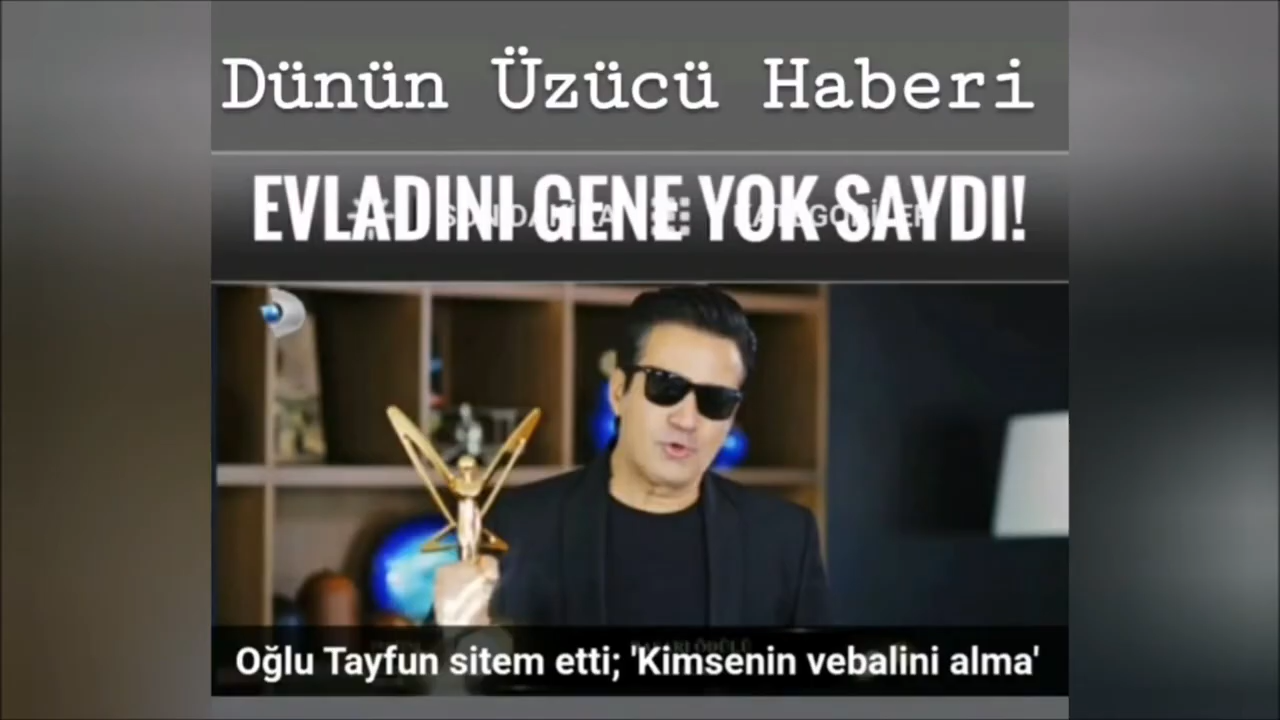 Dünün Üzücü Haberi
EVLADINI GENE YOK SAYDI!
Oğlu Tayfun sitem etti; 'Kimsenin vebalini alma'